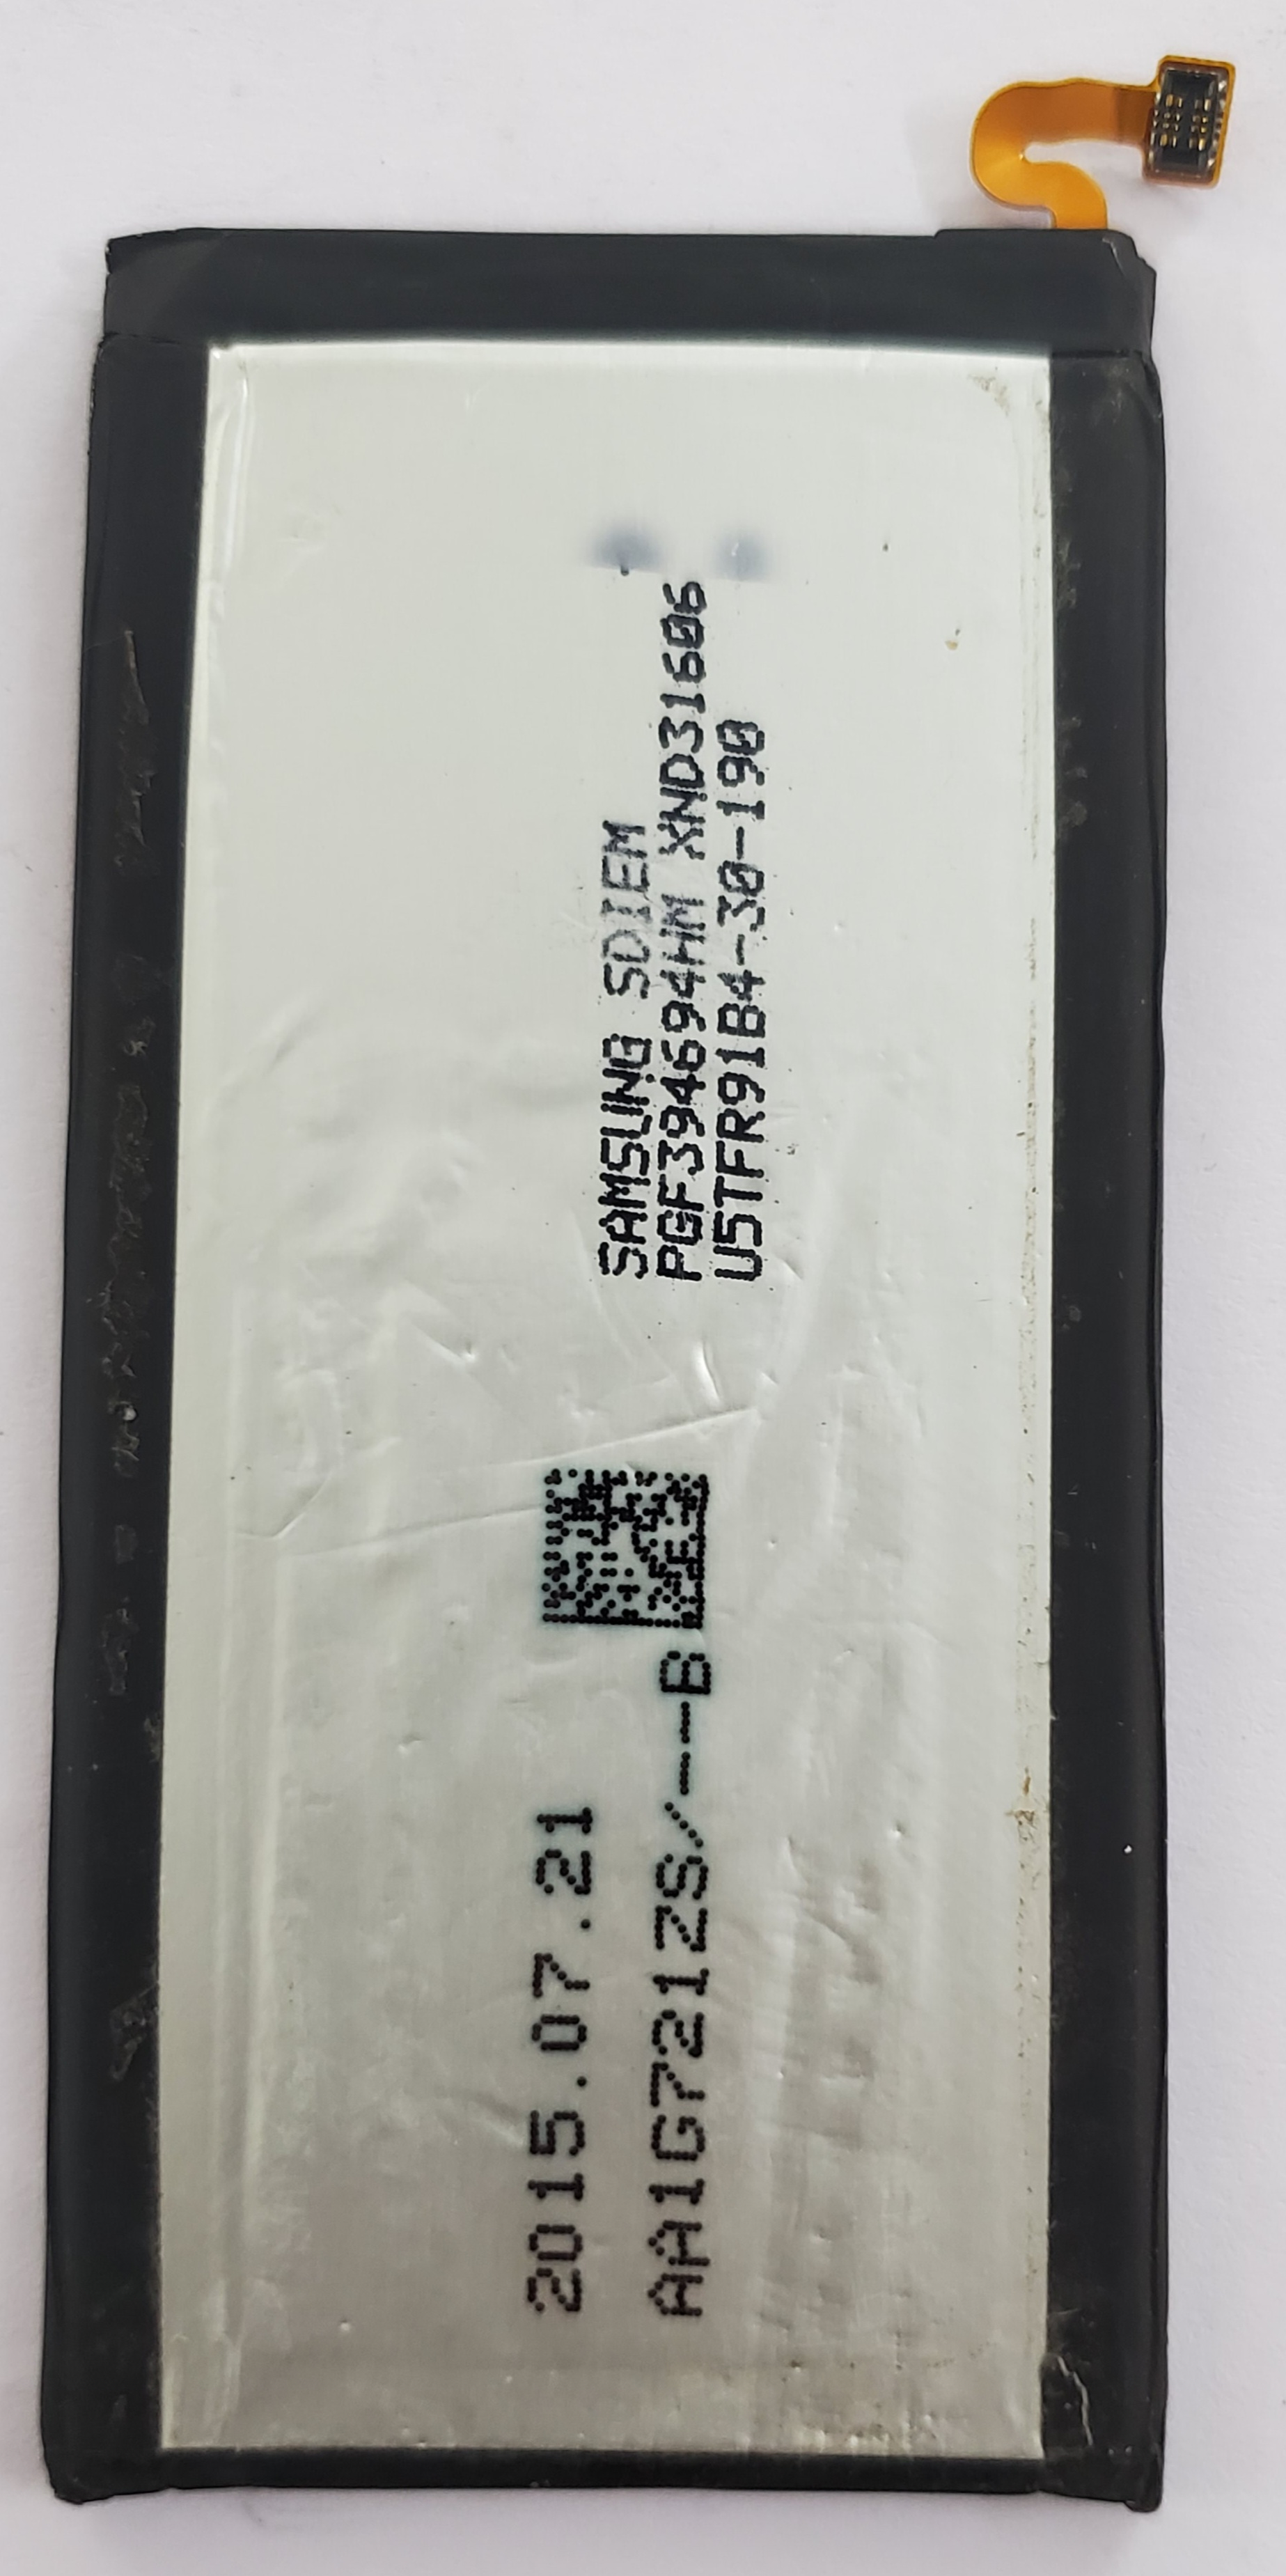 SAMSUNG SDIEM
PGF394694HM XND31606
U5TFR91B4-30-190
2015.07.21
AA1G721ZS/--B